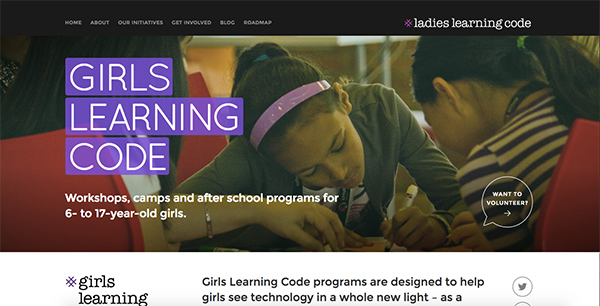 HOME ABOUT OUR INITIATIVES GET INVOLVED BLOG ROADMAP
ladies learning code
GIRLS
LEARNING
CODE
Workshops, camps and after school programs for
6- to 17-year-old girls.
WANT TO
VOLUNTEER?
girls
learning
Girls Learning Code programs are designed to help
girls see technology in a whole new light – as a